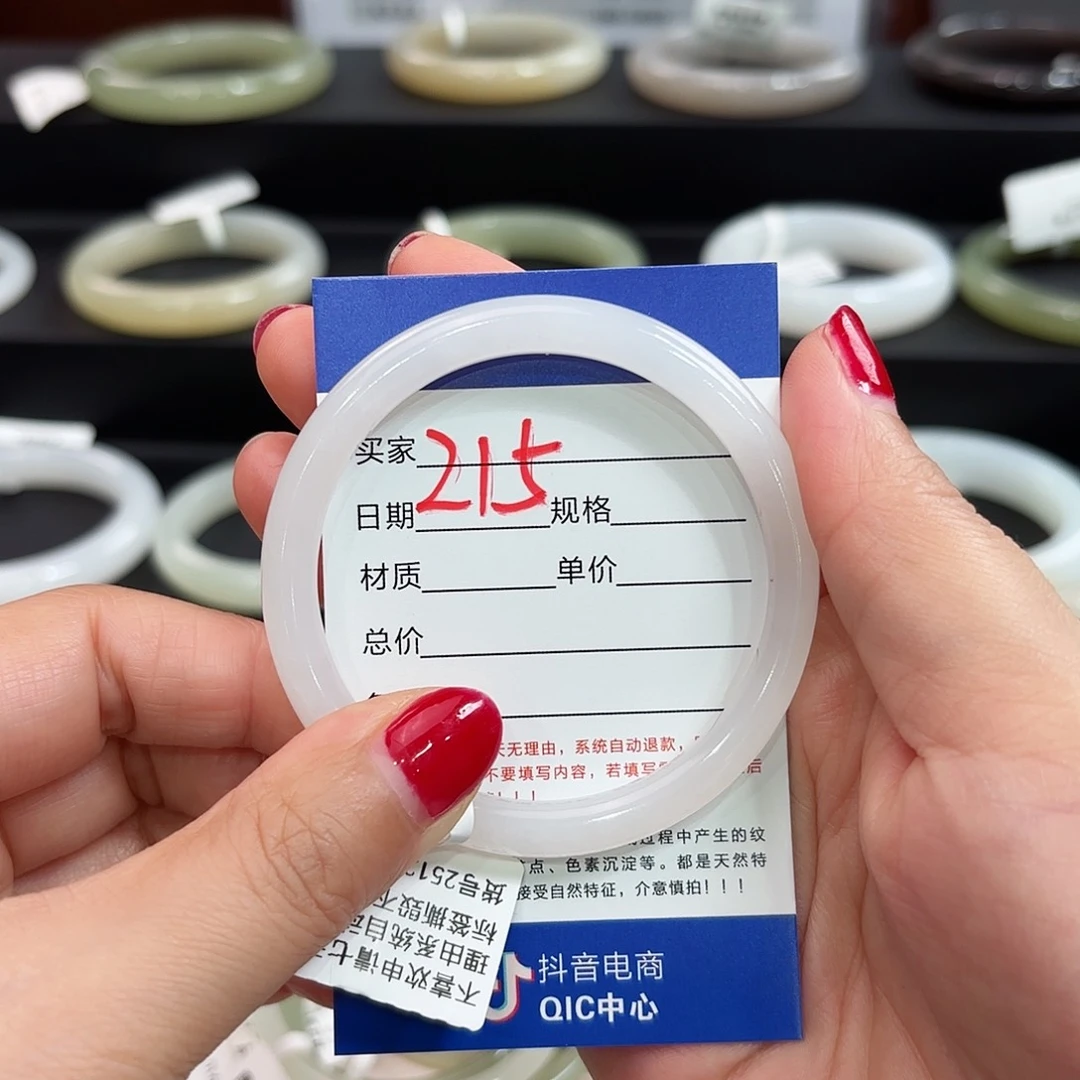 买家 215
日期 规格
材质 单价
总价
天无理由，系统自动退款，
不要填写内容，若填写
过程中产生的纹
点、色素沉淀等。都是天然特
接受自然特征，介意慎拍！！！
抖音电商
QIC中心
不喜欢申请七
理由系统自动
标签撕毁不
货号251